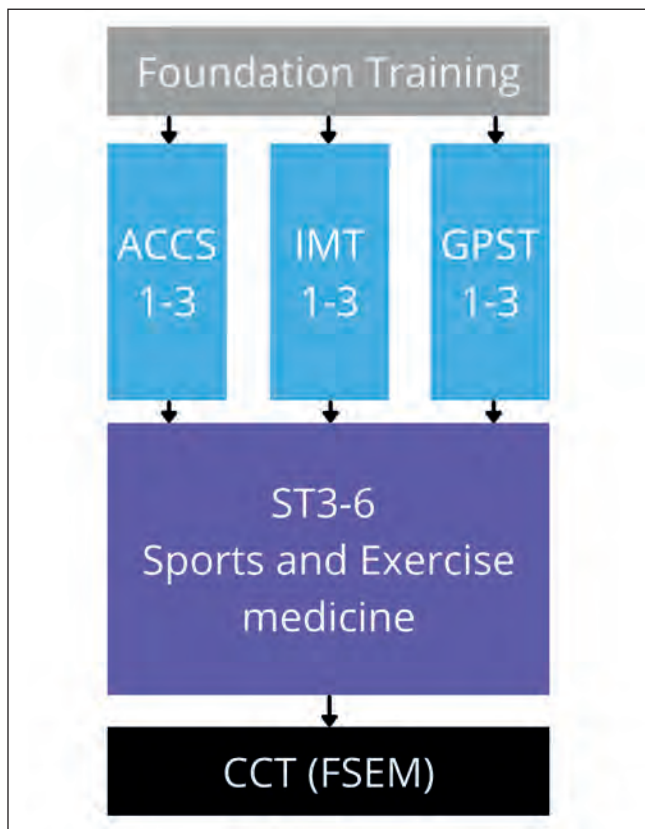 Foundation Training
ACCS
1-3
IMT
1-3
GPST
1-3
ST3-6
Sports and Exercise
medicine
CCT (FSEM)